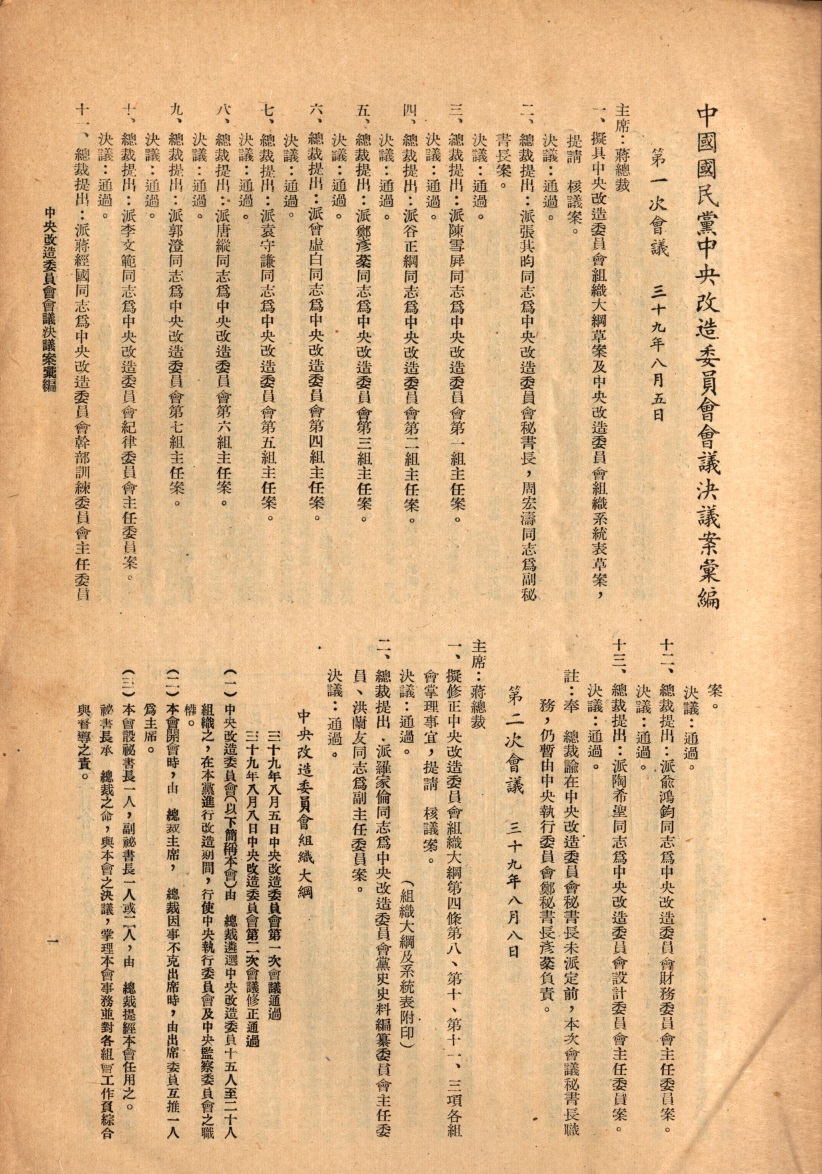 中國國民黨中央改造委員會會議決議案彙編
第一次會議　三十九年八月五日
主席：蔣總裁
一、擬具中央改造委員會組織大綱草案及中央改造委員會組織系統表草案，
提請　核議案。
決議：通過。
二、總裁提出：派張其昀同志爲中央改造委員會秘書長，周宏濤同志爲副秘
書長案。
決議：通過。
三、總裁提出：派陳雪屏同志爲中央改造委員會第一組主任案。
決議：通過。
四、總裁提出：派谷正綱同志爲中央改造委員會第二組主任案。
決議：通過。
五、總裁提出：派鄭彥棻同志爲中央改造委員會第三組主任案。
決議：通過。
六、總裁提出：派曾虛白同志爲中央改造委員會第四組主任案。
決議：通過。
七、總裁提出：派袁守謙同志爲中央改造委員會第五組主任案。
決議：通過。
八、總裁提出：派唐縱同志爲中央改造委員會第六組主任案。
決議：通過。
九、總裁提出：派郭澄同志爲中央改造委員會第七組主任案。
決議：通過。
十、總裁提出：派李文範同志爲中央改造委員會紀律委員會主任委員案。
決議：通過。
十一、總裁提出：派蔣經國同志爲中央改造委員會幹部訓練委員會主任委員
案。
決議：通過。
十二、總裁提出：派俞鴻鈞同志爲中央改造委員會財務委員會主任委員案。
決議：通過。
十三、總裁提出：派陶希聖同志爲中央改造委員會設計委員會主任委員案。
決議：通過。
註：奉　總裁諭在中央改造委員會秘書長未派定前，本次會議秘書長職
務，仍暫由中央執行委員會鄭秘書長彥棻負責。
第二次會議　三十九年八月八日
主席：蔣總裁
一、擬修正中央改造委員會組織大綱第四條第八、第十、第十一、三項各組
會掌理事宜，提請　核議案。
決議：通過。　（組織大綱及系統表附印）
二、總裁提出：派羅家倫同志爲中央改造委員會黨史史料編纂委員會主任委
員、洪蘭友同志爲副主任委員案。
決議：通過。
中央改造委員會組織大綱
三十九年八月五日中央改造委員會第一次會議通過
三十九年八月八日中央改造委員會第二次會議修正通過
（一）中央改造委員會（以下簡稱本會）由　總裁遴選中央改造委員十五人至二十人
組織之，在本黨進行改造期間，行使中央執行委員會及中央監察委員會之職
權。
（二）本會開會時，由　總裁主席，　總裁因事不克出席時，由出席委員互推一人
爲主席。
（三）本會設祕書長一人，副祕書長一人或二人，由　總裁提經本會任用之。
祕書長承　總裁之命，與本會之決議，掌理本會事務並對各組會工作負綜合
與督導之責。
中央改造委員會會議決議案彙編
一